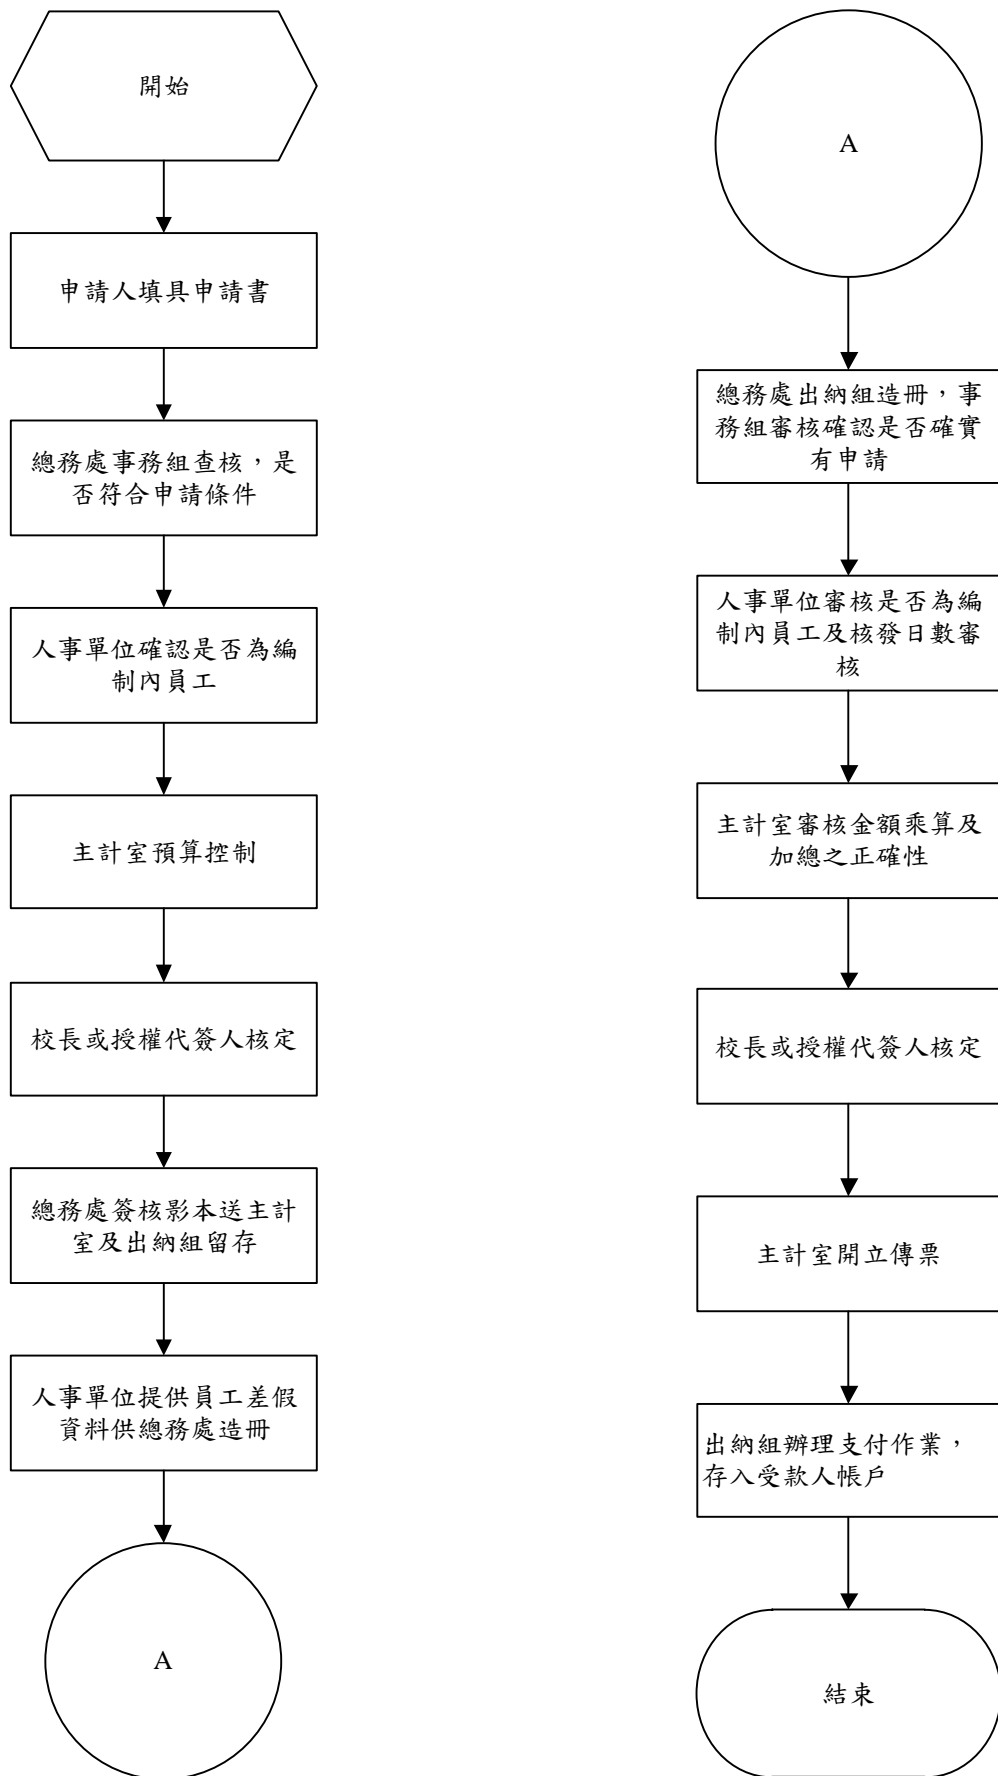 開始
申請人填具申請書
總務處事務組查核，是
否符合申請條件
人事單位確認是否為編
制內員工
主計室預算控制
校長或授權代簽人核定
總務處簽核影本送主計
室及出納組留存
人事單位提供員工差假
資料供總務處造冊
A
A
總務處出納組造冊，事
務組審核確認是否確實
有申請
人事單位審核是否為編
制內員工及核發日數審
核
主計室審核金額乘算及
加總之正確性
校長或授權代簽人核定
主計室開立傳票
出納組辦理支付作業，
存入受款人帳戶
結束